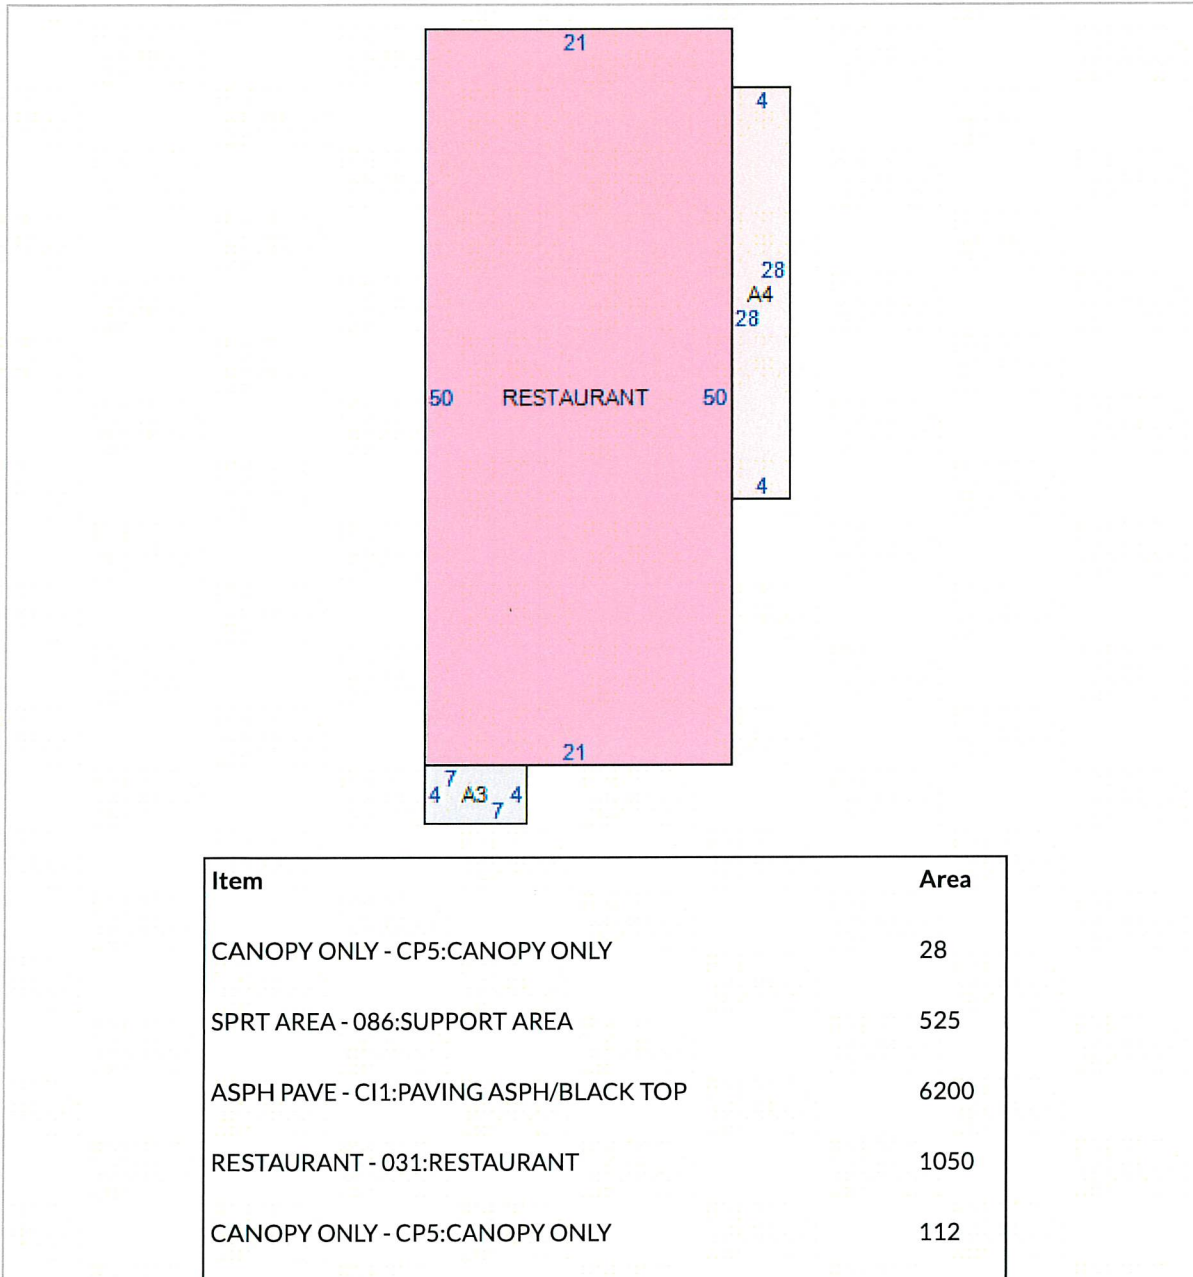 21
4
28
A4
28
50 RESTAURANT 50
4
21
7
4 A3 4
7
Item Area
CANOPY ONLY - CP5:CANOPY ONLY 28
SPRT AREA - 086:SUPPORT AREA 525
ASPH PAVE - CI1:PAVING ASPH/BLACK TOP 6200
RESTAURANT - 031:RESTAURANT 1050
CANOPY ONLY - CP5:CANOPY ONLY 112